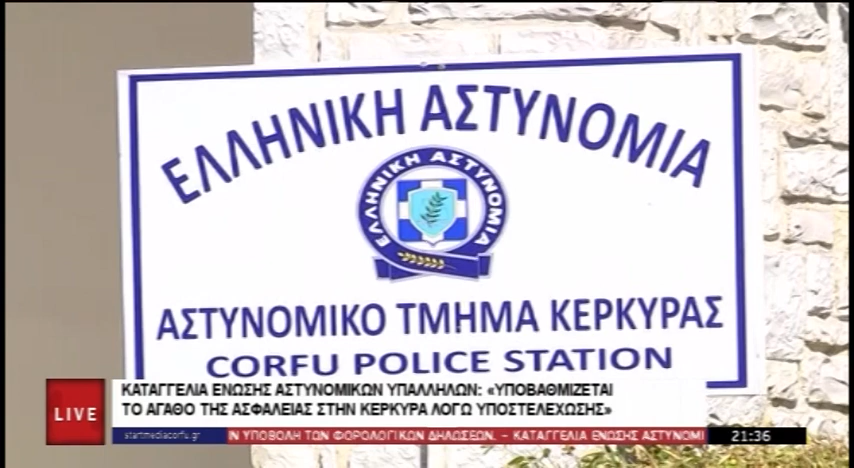 ΕΛΛΗΝΙΚΗ ΑΣΤΥΝΟΜΙΑ
ΕΛΛΗΝΙΚΗ ΑΣΤΥΝΟΜΙΑ
ΑΣΤΥΝΟΜΙΚΟ ΤΜΗΜΑ ΚΕΡΚΥΡΑΣ
CORFU POLICE STATION
LIVE
ΚΑΤΑΓΓΕΛΙΑ ΕΝΩΣΗΣ ΑΣΤΥΝΟΜΙΚΩΝ ΥΠΑΛΛΗΛΩΝ: «ΥΠΟΒΑΘΜΙΖΕΤΑΙ
ΤΟ ΑΓΑΘΟ ΤΗΣ ΑΣΦΑΛΕΙΑΣ ΣΤΗΝ ΚΕΡΚΥΡΑ ΛΟΓΩ ΥΠΟΣΤΕΛΕΧΩΣΗΣ»
startmediacorfu.gr
Ν ΥΠΟΒΟΛΗ ΤΩΝ ΦΟΡΟΛΟΓΙΚΩΝ ΔΗΛΩΣΕΩΝ. – ΚΑΤΑΓΓΕΛΙΑ ΕΝΩΣΗΣ ΑΣΤΥΝΟΜΙ
21:36